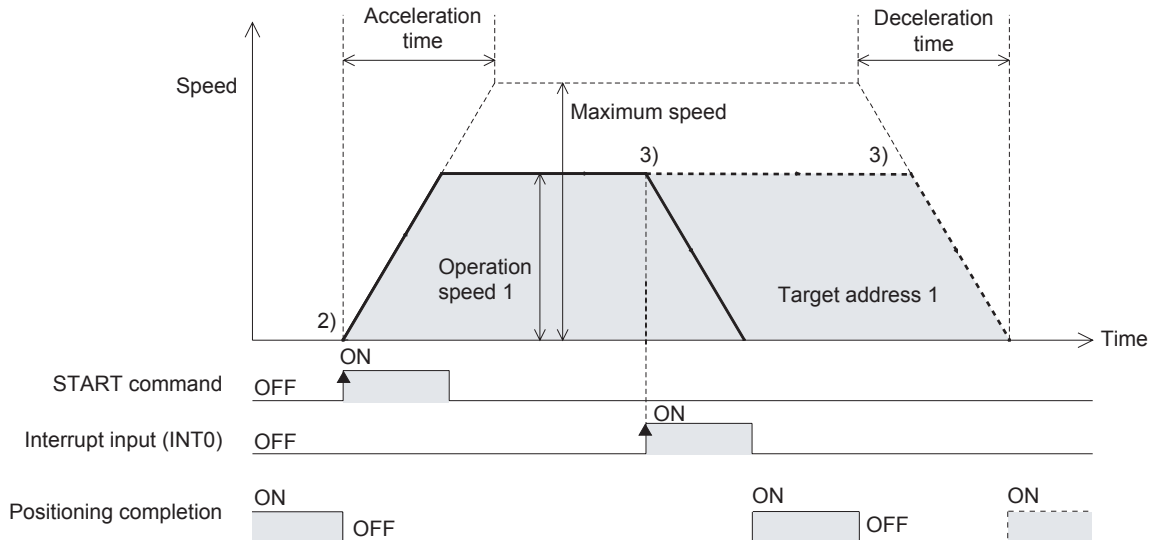 Acceleration
time
Deceleration
time
Speed
Maximum speed
3)
3)
Operation
speed 1
Target address 1
2)
Time
ON
START command
OFF
ON
Interrupt input (INT0)
OFF
ON
ON
ON
Positioning completion
OFF
OFF